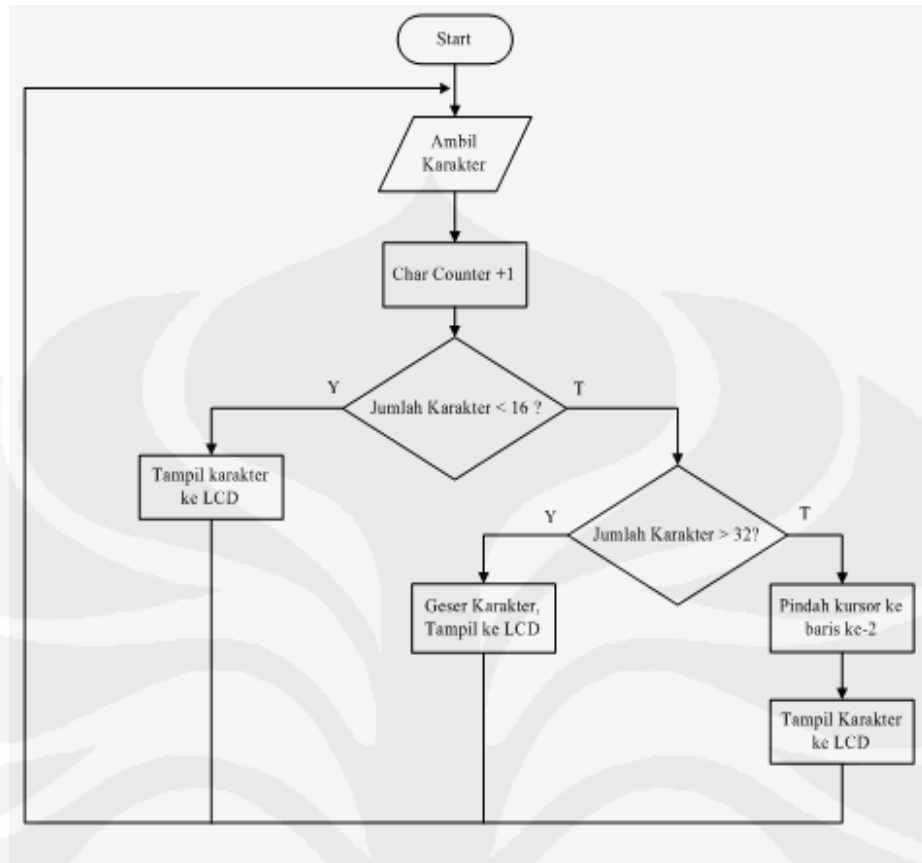 Start
Ambil
Karakter
Char Counter +1
Y
T
Jumlah Karakter < 16 ?
Tampil karakter
ke LCD
Y
T
Jumlah Karakter > 32?
Geser Karakter,
Tampil ke LCD
Pindah kursor ke
baris ke-2
Tampil Karakter
ke LCD